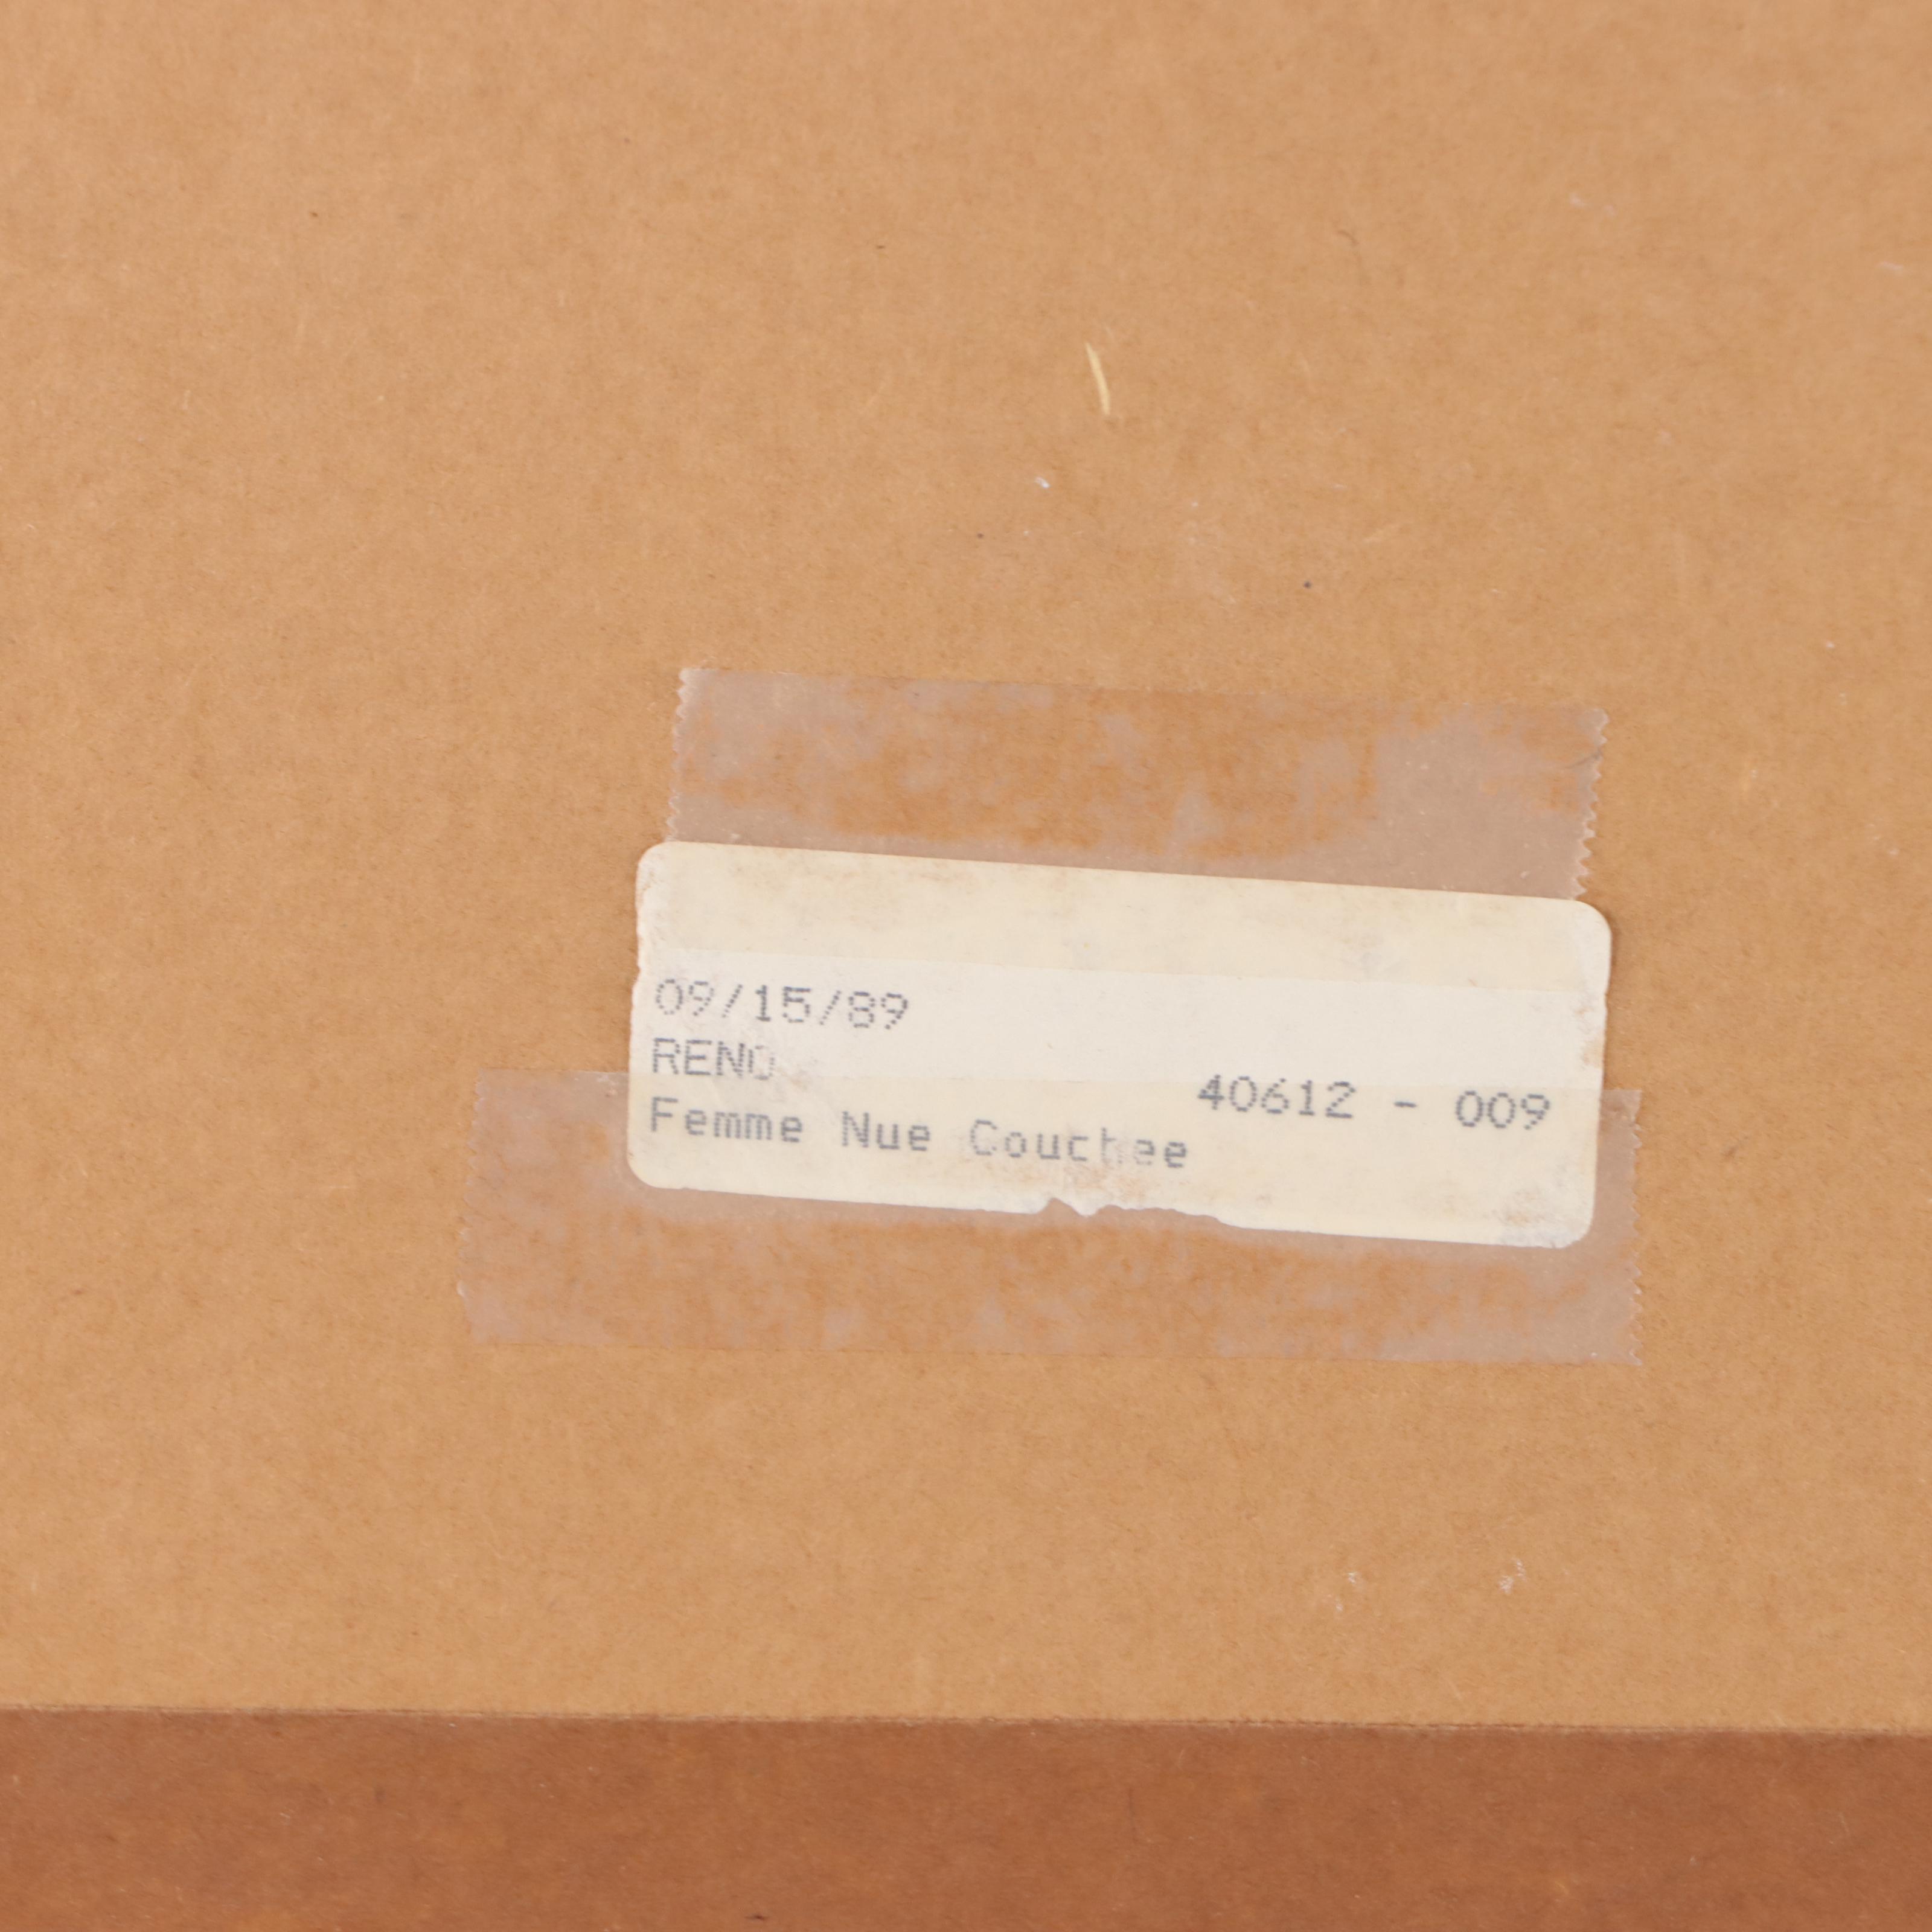 09/15/89
RENO
40612 - 009
Femme Nue Couchee